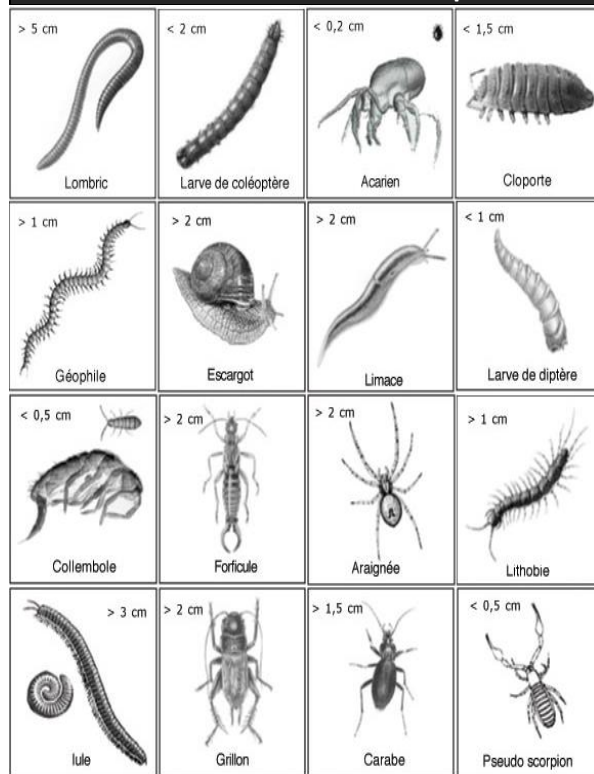 > 5 cm
Lombric
< 2 cm
Larve de coléoptère
< 0,2 cm
Acarien
< 1,5 cm
Cloporte
> 1 cm
Géophile
> 2 cm
Escargot
> 2 cm
Limace
< 1 cm
Larve de diptère
< 0,5 cm
Collembole
> 2 cm
Forficule
> 2 cm
Araignée
> 1 cm
Lithobie
> 3 cm
Iule
> 2 cm
Grillon
> 1,5 cm
Carabe
< 0,5 cm
Pseudo scorpion